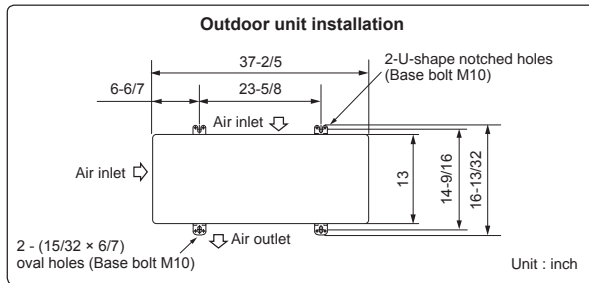 Outdoor unit installation
37-2/5
2-U-shape notched holes
(Base bolt M10)
6-6/7
23-5/8
Air inlet
Air inlet
13
14-9/16
16-13/32
Air outlet
2 - (15/32 × 6/7)
oval holes (Base bolt M10)
Unit : inch